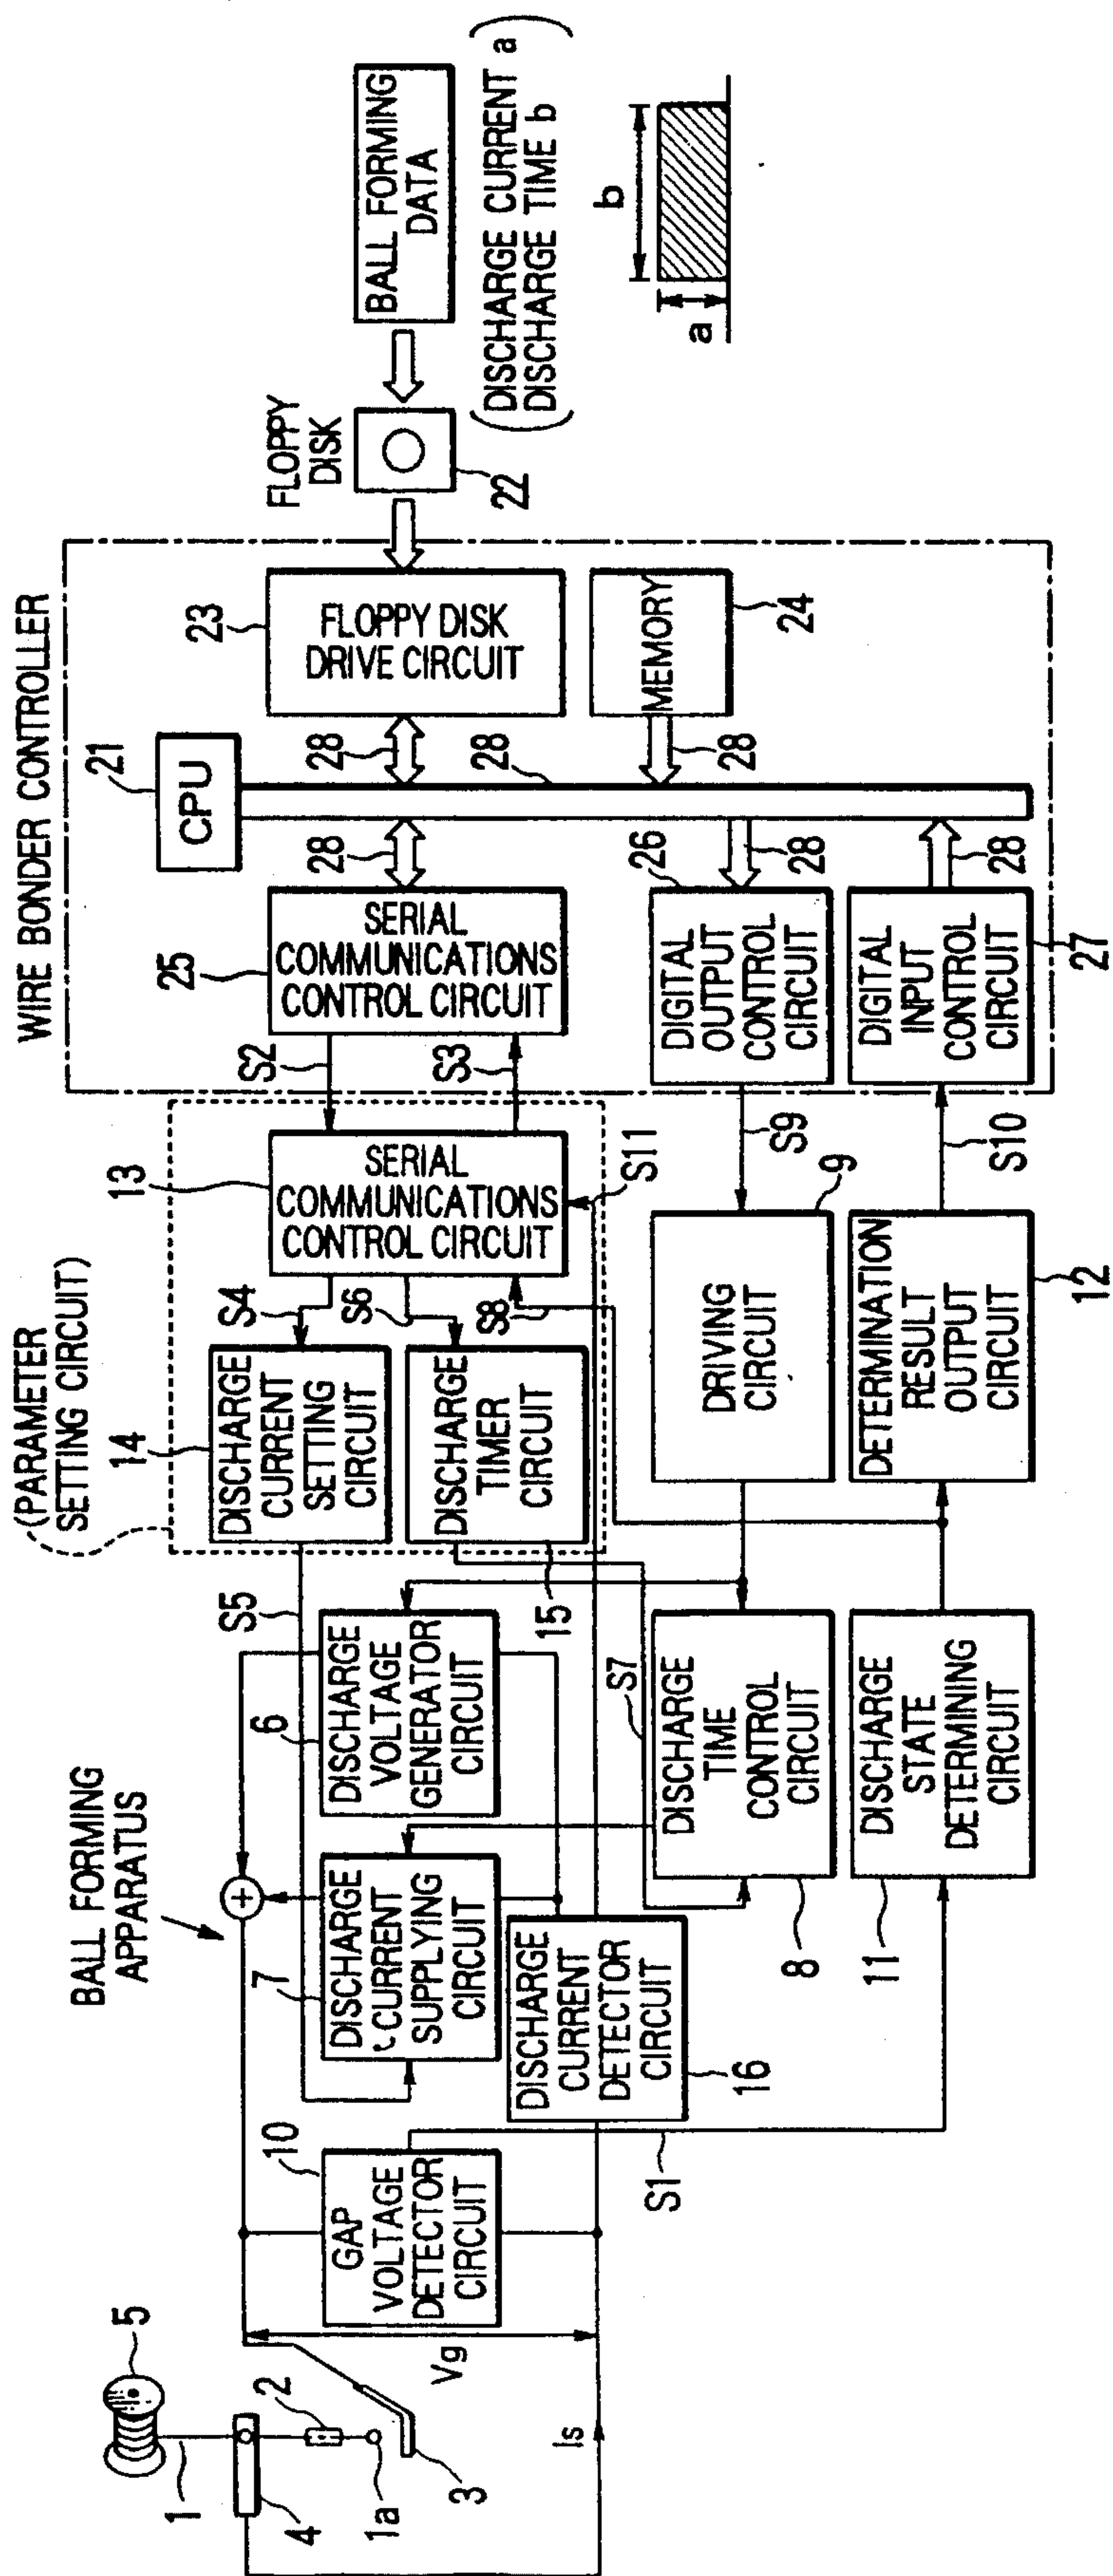 BALL FORMING
APPARATUS
(PARAMETER
SETTING CIRCUIT)
WIRE BONDER CONTROLLER
5
1
4
2
1a
3
Vg
Is
10
GAP
VOLTAGE
DETECTOR
CIRCUIT
7
DISCHARGE
CURRENT
SUPPLYING
CIRCUIT
6
DISCHARGE
VOLTAGE
GENERATOR
CIRCUIT
S5
DISCHARGE
CURRENT
DETECTOR
CIRCUIT
16
S1
15
S7
DISCHARGE
TIME
CONTROL
CIRCUIT
8
DISCHARGE
STATE
DETERMINING
CIRCUIT
11
14
DISCHARGE
CURRENT
SETTING
CIRCUIT
DISCHARGE
TIMER
CIRCUIT
S4
S6
S8
13
SERIAL
COMMUNICATIONS
CONTROL CIRCUIT
S11
DRIVING
CIRCUIT
9
DETERMINATION
RESULT
OUTPUT
CIRCUIT
12
S2
S3
S9
S10
25
SERIAL
COMMUNICATIONS
CONTROL CIRCUIT
26
DIGITAL
OUTPUT
CONTROL
CIRCUIT
DIGITAL
INPUT
CONTROL
CIRCUIT
27
21
CPU
28
28
28
28
28
28
23
FLOPPY DISK
DRIVE CIRCUIT
MEMORY
24
FLOPPY
DISK
22
BALL FORMING
DATA
(DISCHARGE CURRENT a
DISCHARGE TIME b)
b
a